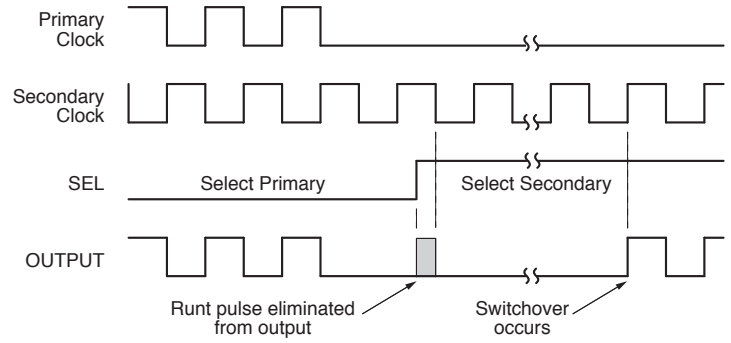 Primary
Clock
Secondary
Clock
SEL
Select Primary
Select Secondary
OUTPUT
Runt pulse eliminated
from output
Switchover
occurs